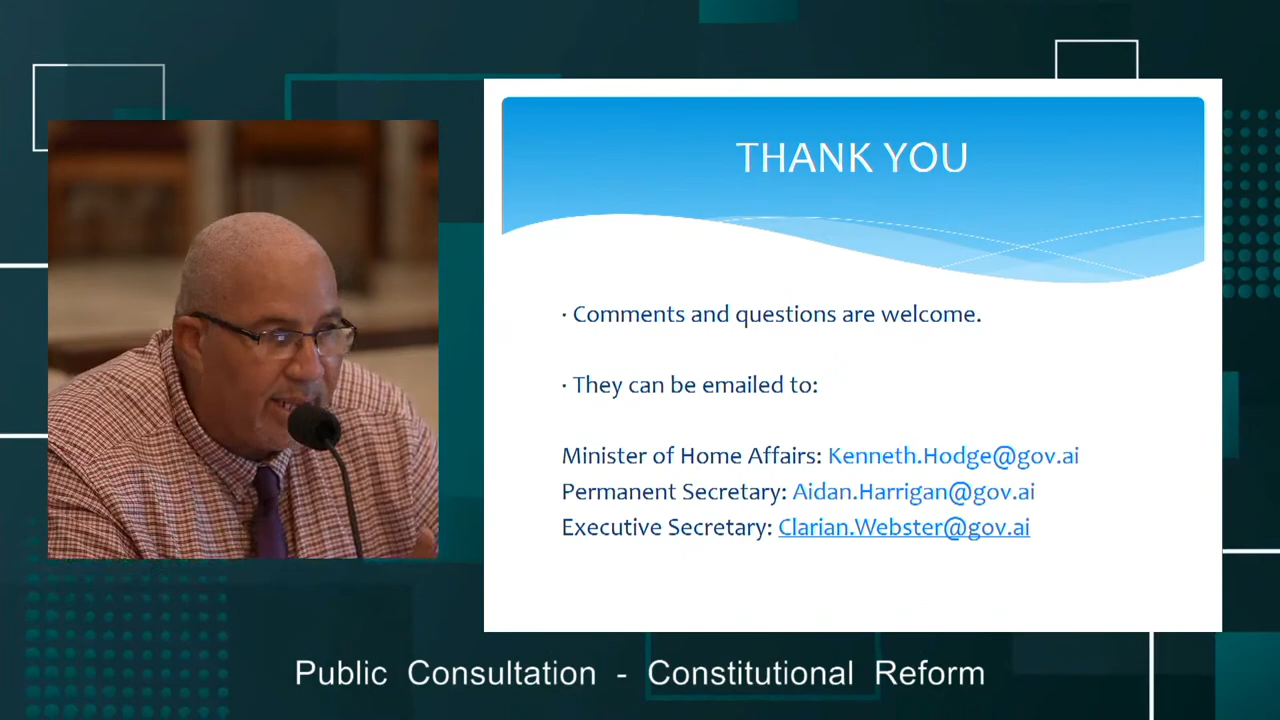 THANK YOU
· Comments and questions are welcome.
· They can be emailed to:
Minister of Home Affairs: Kenneth.Hodge@gov.ai
Permanent Secretary: Aidan.Harrigan@gov.ai
Executive Secretary: Clarian.Webster@gov.ai
Public Consultation - Constitutional Reform